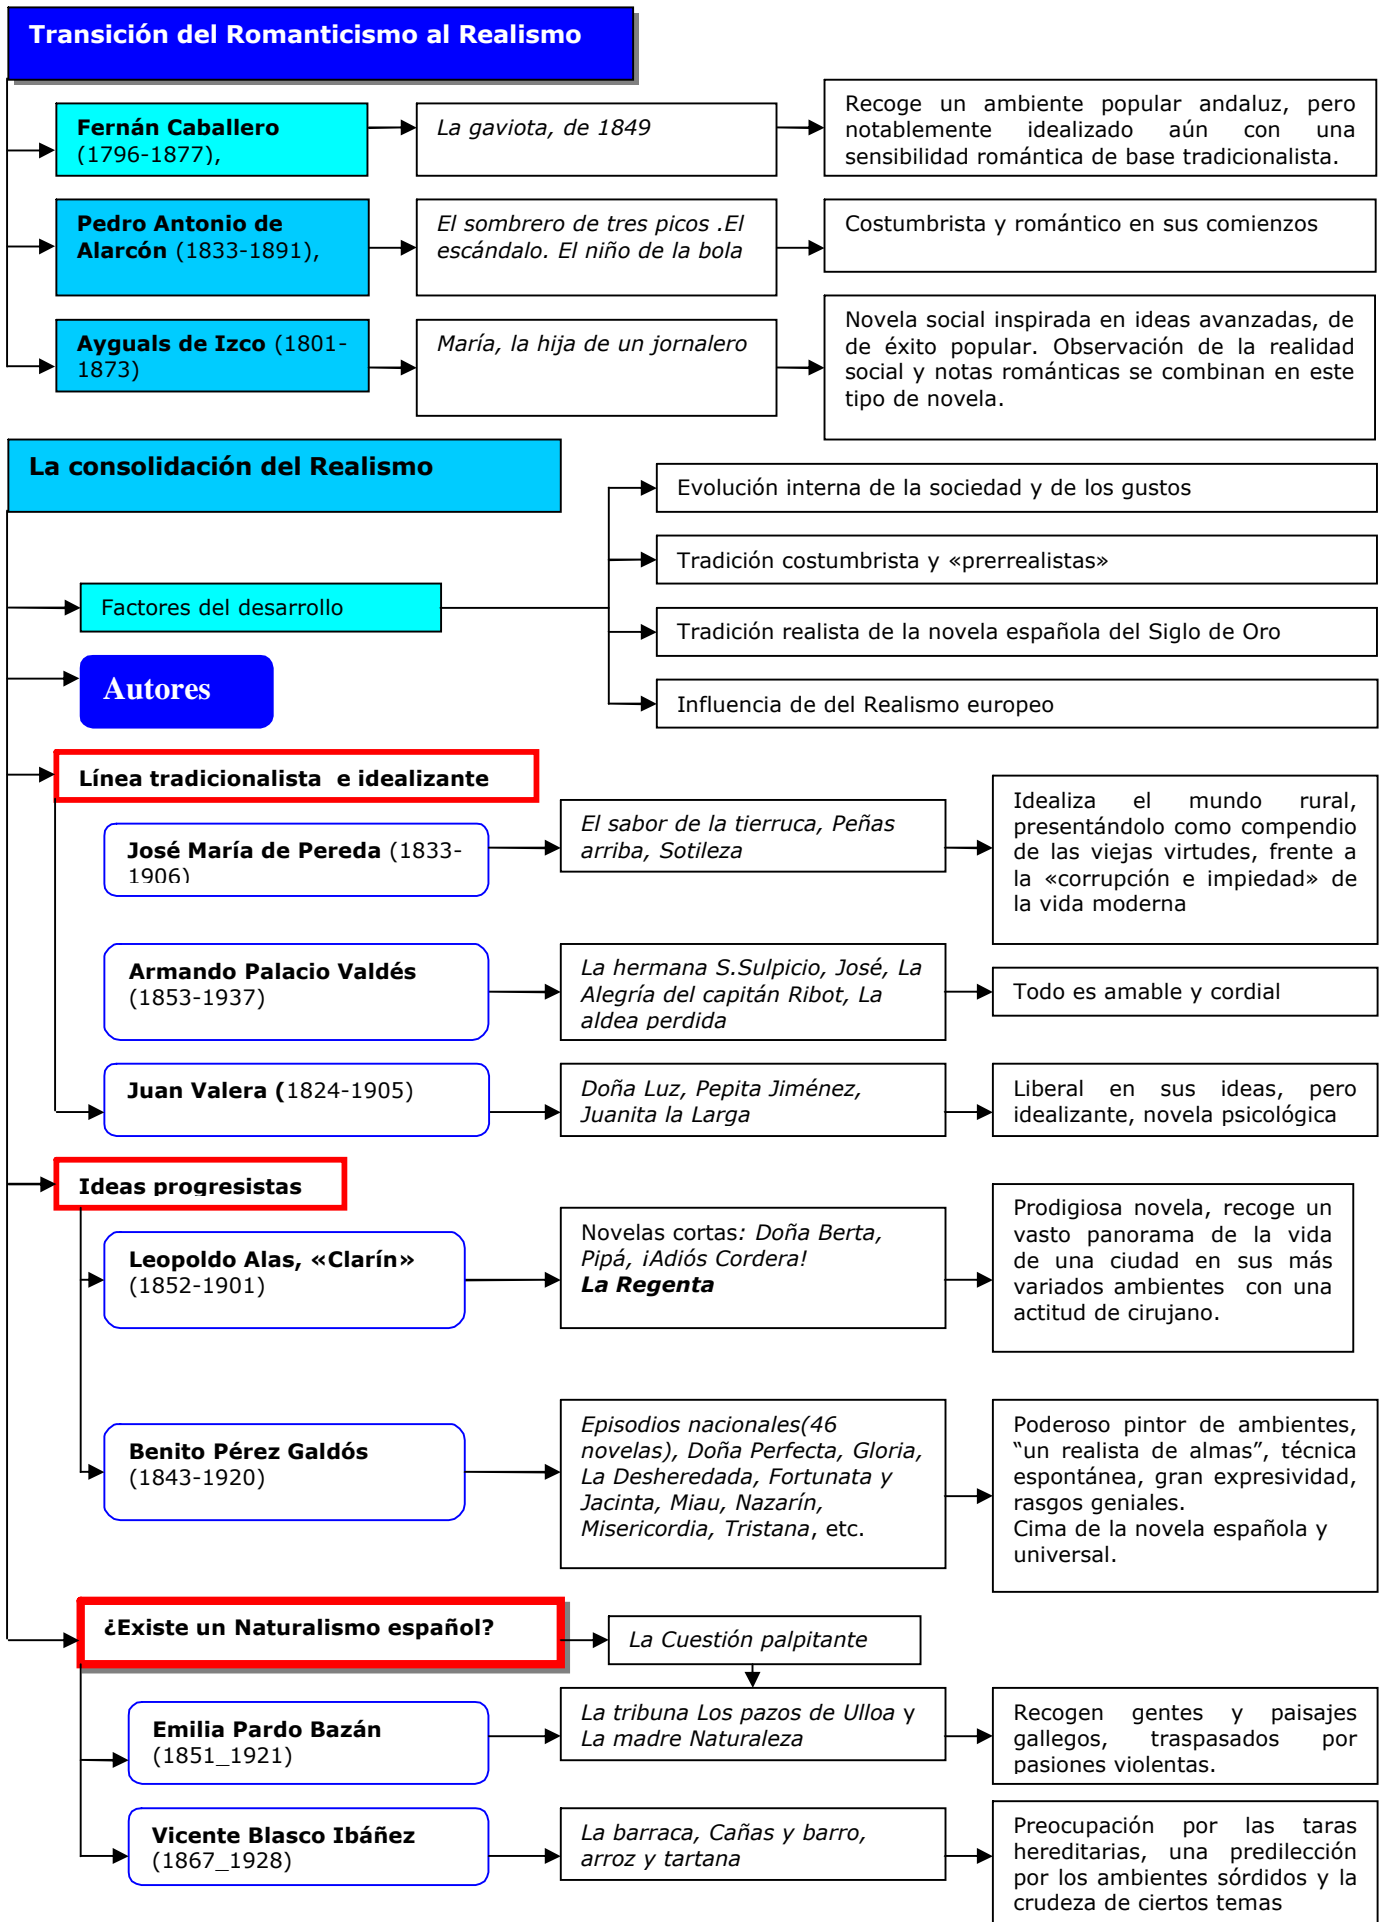 Transición del Romanticismo al Realismo
Fernán Caballero
(1796-1877),
La gaviota, de 1849
Recoge un ambiente popular andaluz, pero
notablemente idealizado aún con una
sensibilidad romántica de base tradicionalista.
Pedro Antonio de
Alarcón (1833-1891),
El sombrero de tres picos .El
escándalo. El niño de la bola
Costumbrista y romántico en sus comienzos
Ayguals de Izco (1801-
1873)
María, la hija de un jornalero
Novela social inspirada en ideas avanzadas, de
de éxito popular. Observación de la realidad
social y notas románticas se combinan en este
tipo de novela.
La consolidación del Realismo
Factores del desarrollo
Evolución interna de la sociedad y de los gustos
Tradición costumbrista y «prerrealistas»
Tradición realista de la novela española del Siglo de Oro
Influencia de del Realismo europeo
Autores
Línea tradicionalista e idealizante
José María de Pereda (1833-
1906)
El sabor de la tierruca, Peñas
arriba, Sotileza
Idealiza el mundo rural,
presentándolo como compendio
de las viejas virtudes, frente a
la «corrupción e impiedad» de
la vida moderna
Armando Palacio Valdés
(1853-1937)
La hermana S.Sulpicio, José, La
Alegría del capitán Ribot, La
aldea perdida
Todo es amable y cordial
Juan Valera (1824-1905)
Doña Luz, Pepita Jiménez,
Juanita la Larga
Liberal en sus ideas, pero
idealizante, novela psicológica
Ideas progresistas
Leopoldo Alas, «Clarín»
(1852-1901)
Novelas cortas: Doña Berta,
Pipá, ¡Adiós Cordera!
La Regenta
Prodigiosa novela, recoge un
vasto panorama de la vida
de una ciudad en sus más
variados ambientes con una
actitud de cirujano.
Benito Pérez Galdós
(1843-1920)
Episodios nacionales(46
novelas), Doña Perfecta, Gloria,
La Desheredada, Fortunata y
Jacinta, Miau, Nazarín,
Misericordia, Tristana, etc.
Poderoso pintor de ambientes,
"un realista de almas", técnica
espontánea, gran expresividad,
rasgos geniales.
Cima de la novela española y
universal.
¿Existe un Naturalismo español?
La Cuestión palpitante
Emilia Pardo Bazán
(1851_1921)
La tribuna Los pazos de Ulloa y
La madre Naturaleza
Recogen gentes y paisajes
gallegos, traspasados por
pasiones violentas.
Vicente Blasco Ibáñez
(1867_1928)
La barraca, Cañas y barro,
arroz y tartana
Preocupación por las taras
hereditarias, una predilección
por los ambientes sórdidos y la
crudeza de ciertos temas